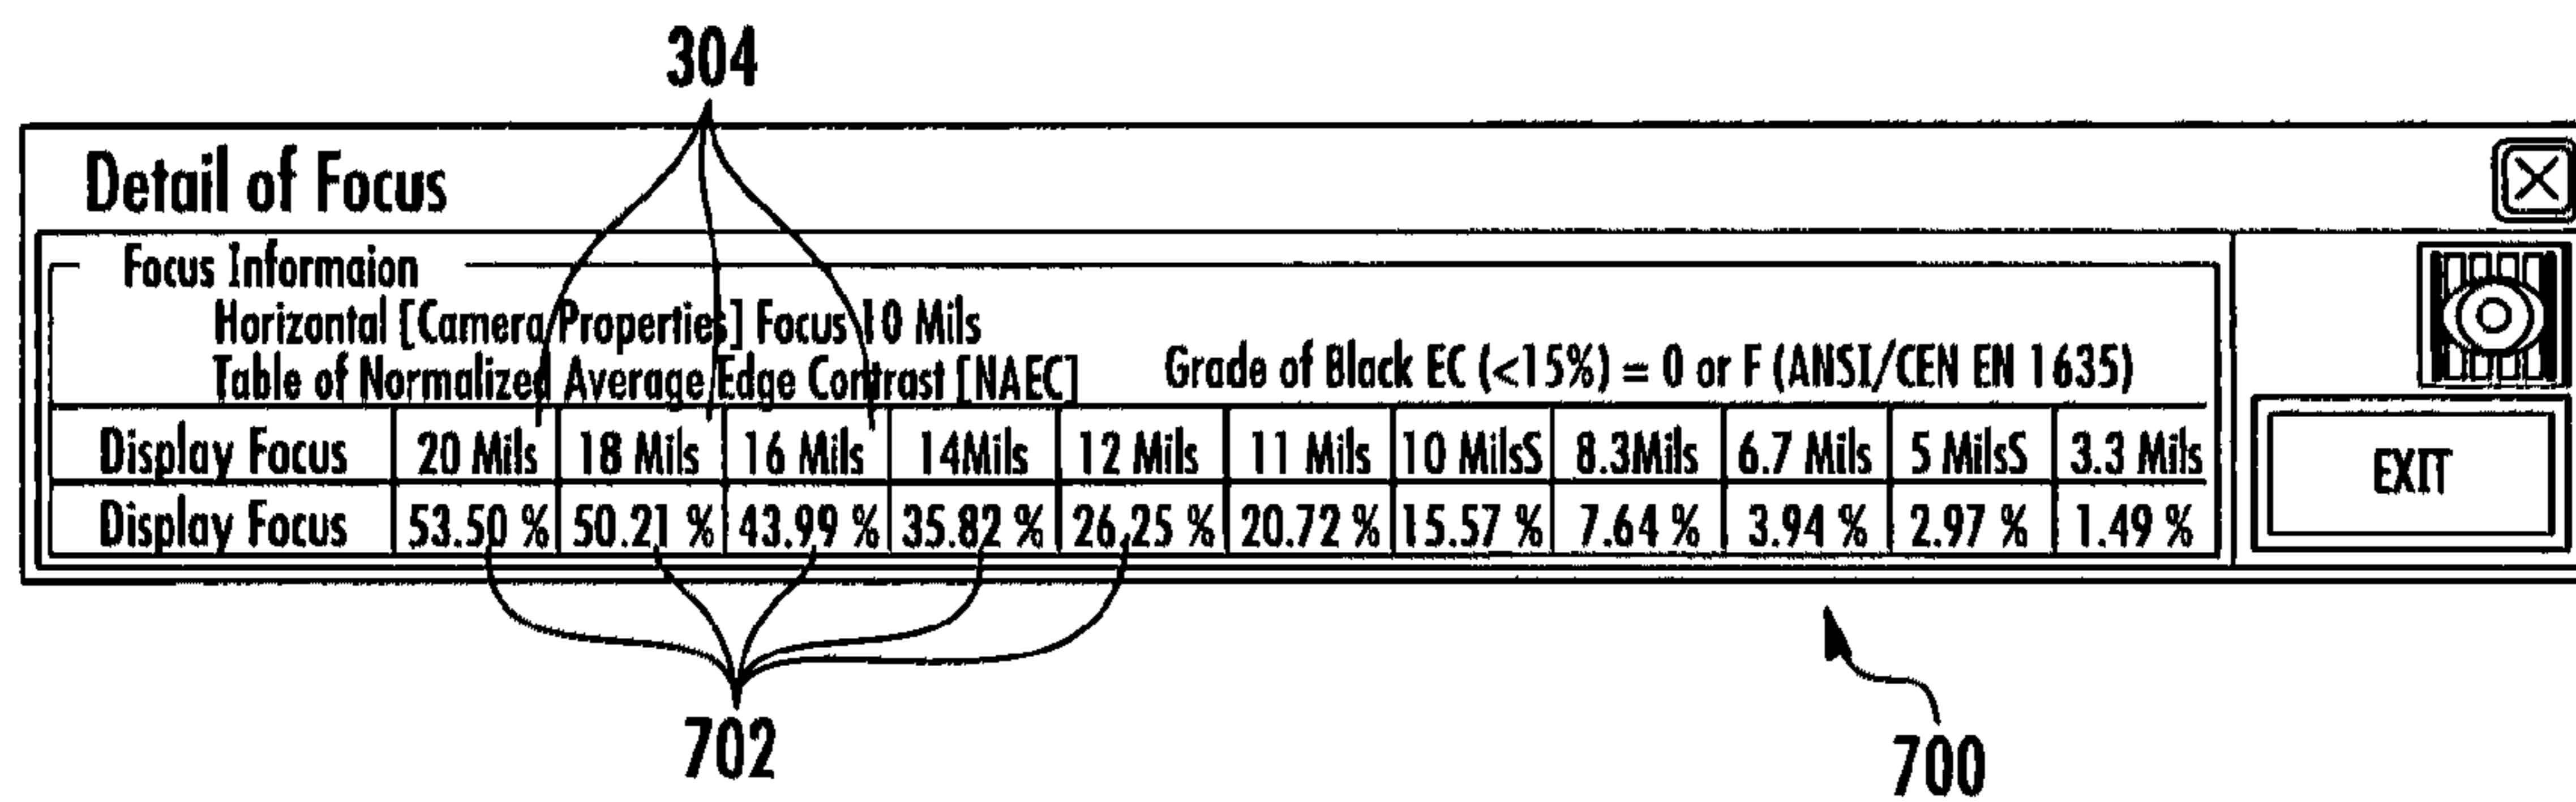 304
Detail of Focus
Focus Informaion
Horizontal [Camera Properties] Focus 10 Mils
Table of Normalized Average Edge Contrast [NAEC] Grade of Black EC (<15%) = 0 or F (ANSI/CEN EN 1635)
Display Focus 20 Mils 18 Mils 16 Mils 14Mils 12 Mils 11 Mils 10 MilsS 8.3Mils 6.7 Mils 5 MilsS 3.3 Mils
Display Focus 53.50 % 50.21 % 43.99 % 35.82 % 26.25 % 20.72 % 15.57 % 7.64 % 3.94 % 2.97 % 1.49 %
EXIT
702
700